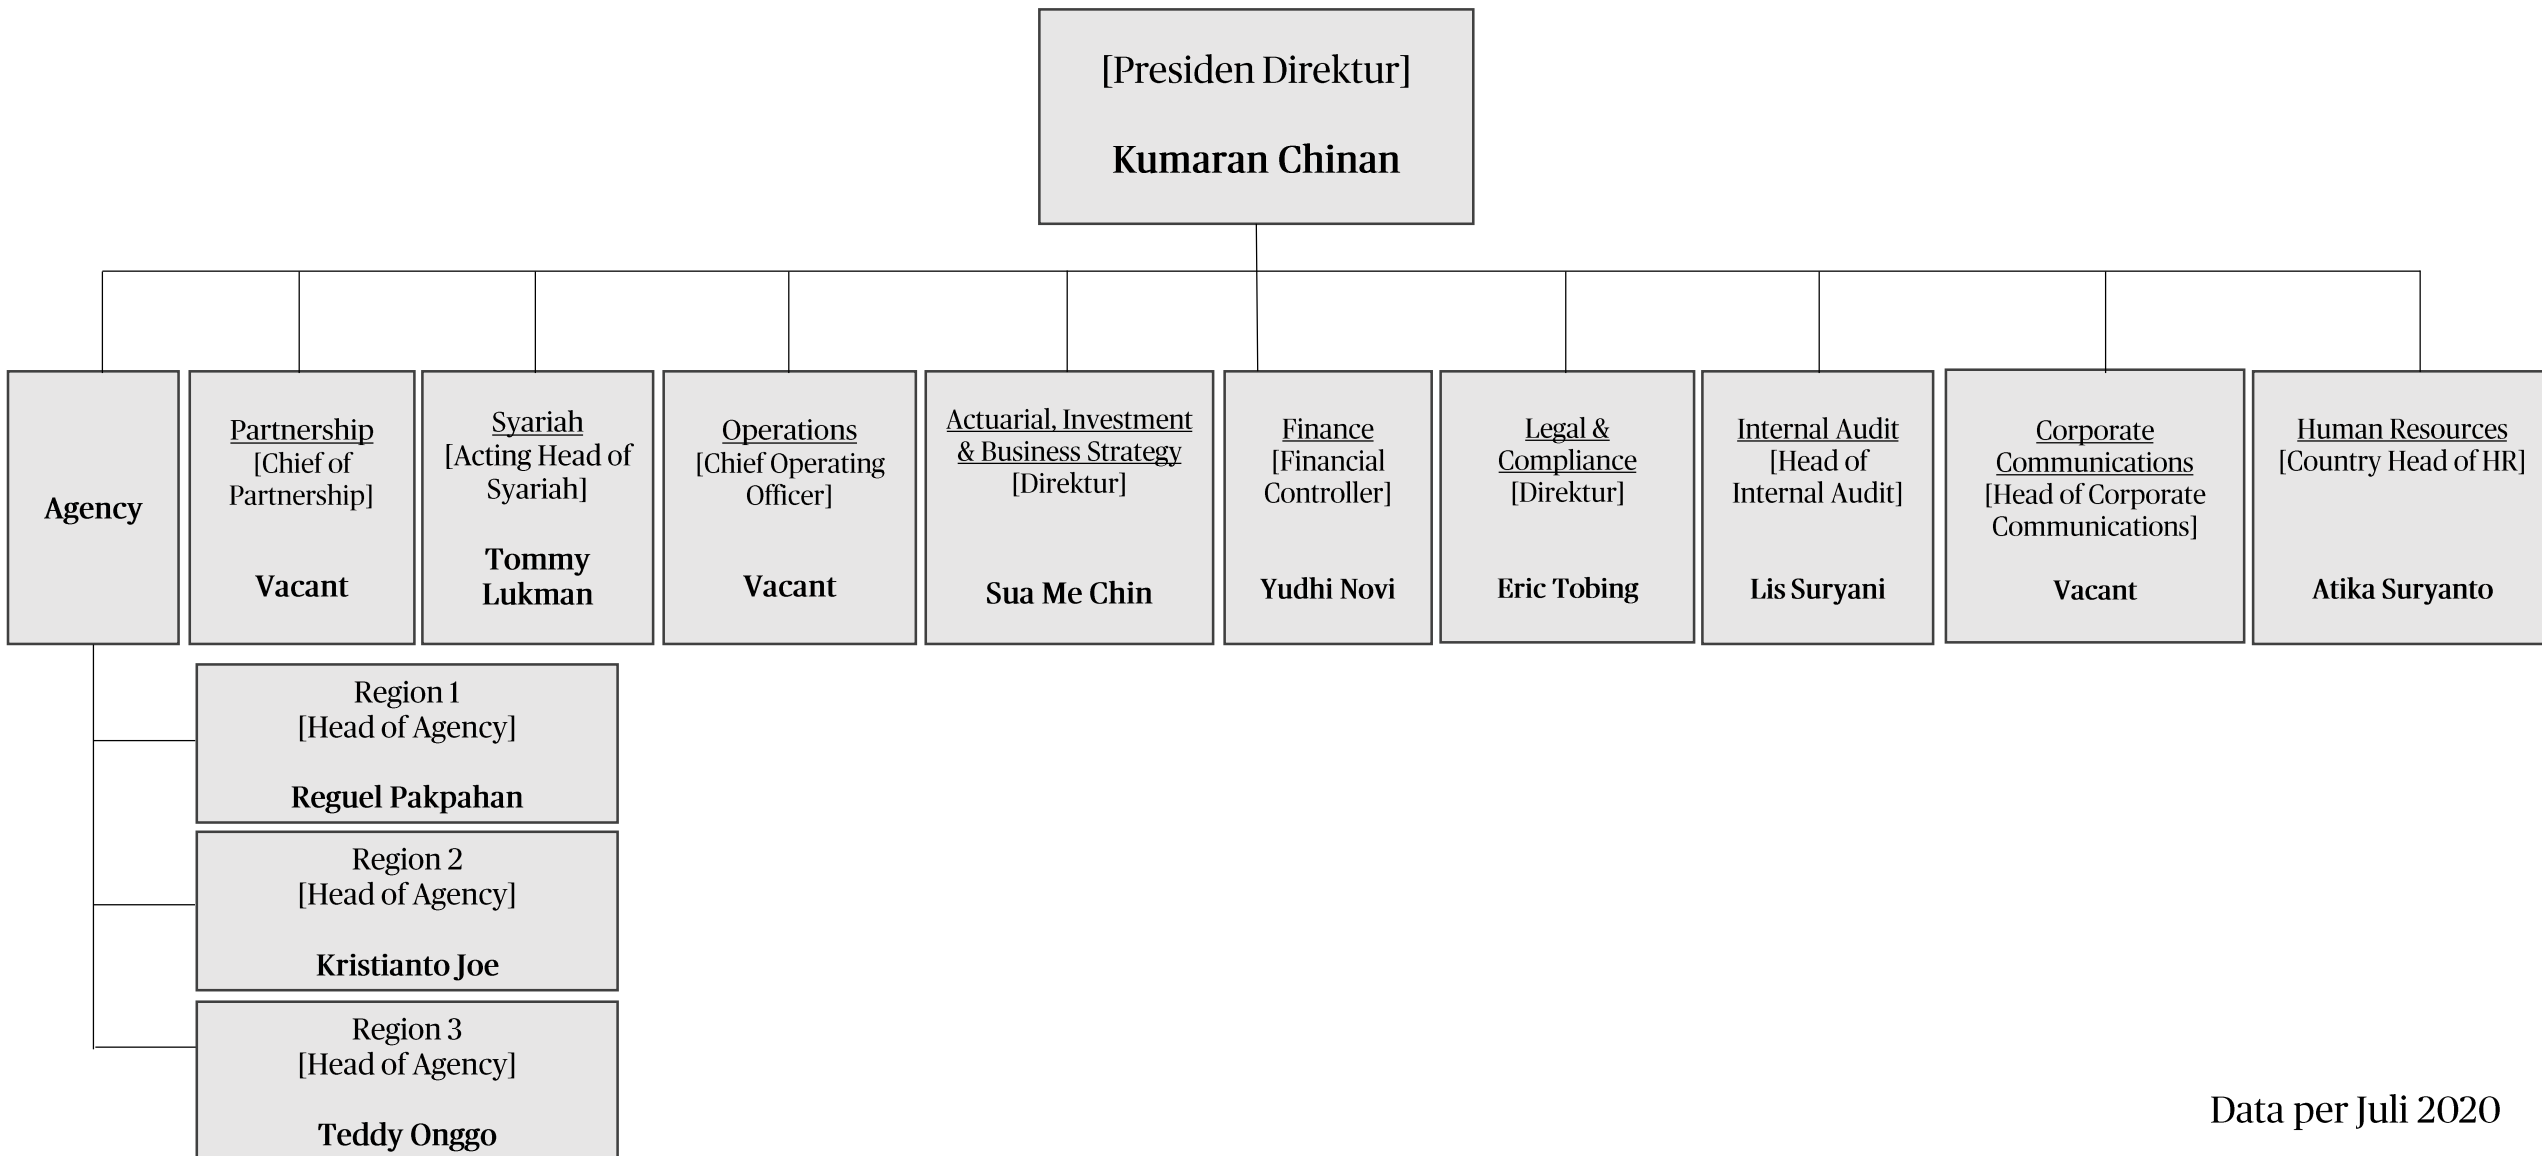 [Presiden Direktur]
Kumaran Chinan
Agency
Partnership
[Chief of
Partnership]
Vacant
Syariah
[Acting Head of
Syariah]
Tommy
Lukman
Operations
[Chief Operating
Officer]
Vacant
Actuarial, Investment
& Business Strategy
[Direktur]
Sua Me Chin
Finance
[Financial
Controller]
Yudhi Novi
Legal &
Compliance
[Direktur]
Eric Tobing
Internal Audit
[Head of
Internal Audit]
Lis Suryani
Corporate
Communications
[Head of Corporate
Communications]
Vacant
Human Resources
[Country Head of HR]
Atika Suryanto
Region 1
[Head of Agency]
Reguel Pakpahan
Region 2
[Head of Agency]
Kristianto Joe
Region 3
[Head of Agency]
Teddy Onggo
Data per Juli 2020